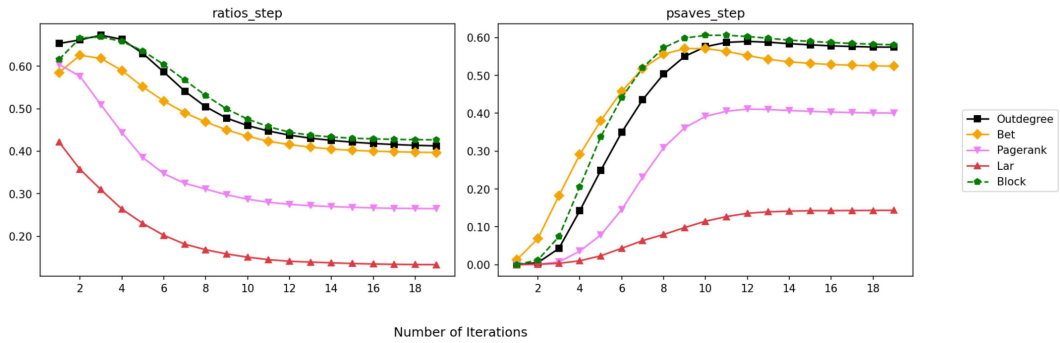 ratios_step
0.60
0.50
0.40
0.30
0.20
2 4 6 8 10 12 14 16 18
psaves_step
0.60
0.50
0.40
0.30
0.20
0.10
0.00
2 4 6 8 10 12 14 16 18
Outdegree
Bet
Pagerank
Lar
Block
Number of Iterations